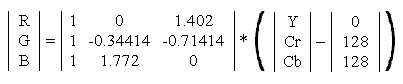 | R | = | 1 0 1.402 | * ( | Y | - | 0 | )
| G | = | 1 -0.34414 -0.71414 | * ( | Cr | - | 128 | )
| B | = | 1 1.772 0 | * ( | Cb | - | 128 | )